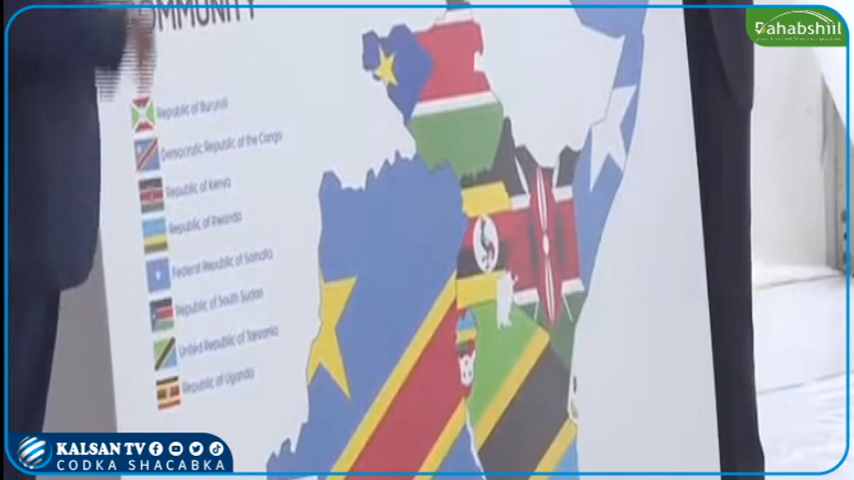 COMMUNITY
Dahabshiil
Republic of Burundi
Democratic Republic of the Congo
Republic of Kenya
Republic of Rwanda
Federal Republic of Somalia
Republic of South Sudan
United Republic of Tanzania
Republic of Uganda
KALSAN TV
CODKA SHACABKA